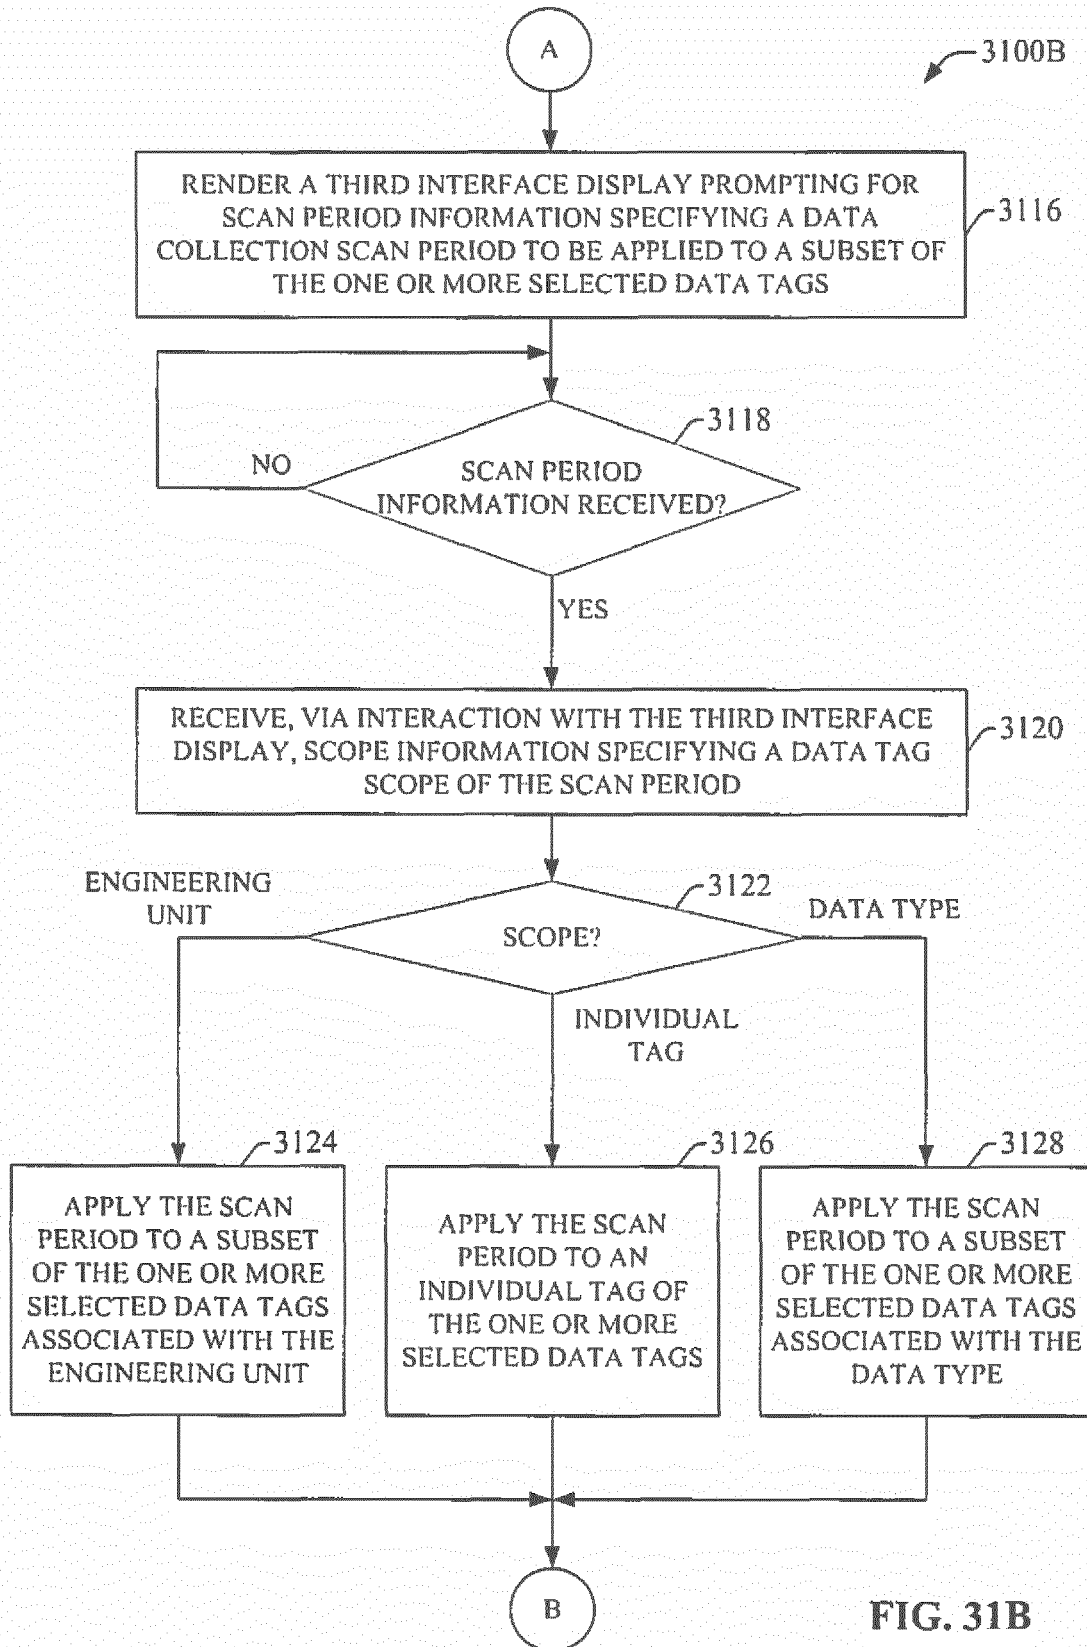 A
3100B
RENDER A THIRD INTERFACE DISPLAY PROMPTING FOR
SCAN PERIOD INFORMATION SPECIFYING A DATA
COLLECTION SCAN PERIOD TO BE APPLIED TO A SUBSET OF
THE ONE OR MORE SELECTED DATA TAGS
3116
3118
NO
SCAN PERIOD
INFORMATION RECEIVED?
YES
RECEIVE, VIA INTERACTION WITH THE THIRD INTERFACE
DISPLAY, SCOPE INFORMATION SPECIFYING A DATA TAG
SCOPE OF THE SCAN PERIOD
3120
ENGINEERING
UNIT
3122
DATA TYPE
SCOPE?
INDIVIDUAL
TAG
3124
APPLY THE SCAN
PERIOD TO A SUBSET
OF THE ONE OR MORE
SELECTED DATA TAGS
ASSOCIATED WITH THE
ENGINEERING UNIT
3126
APPLY THE SCAN
PERIOD TO AN
INDIVIDUAL TAG OF
THE ONE OR MORE
SELECTED DATA TAGS
3128
APPLY THE SCAN
PERIOD TO A SUBSET
OF THE ONE OR MORE
SELECTED DATA TAGS
ASSOCIATED WITH THE
DATA TYPE
B
FIG. 31B